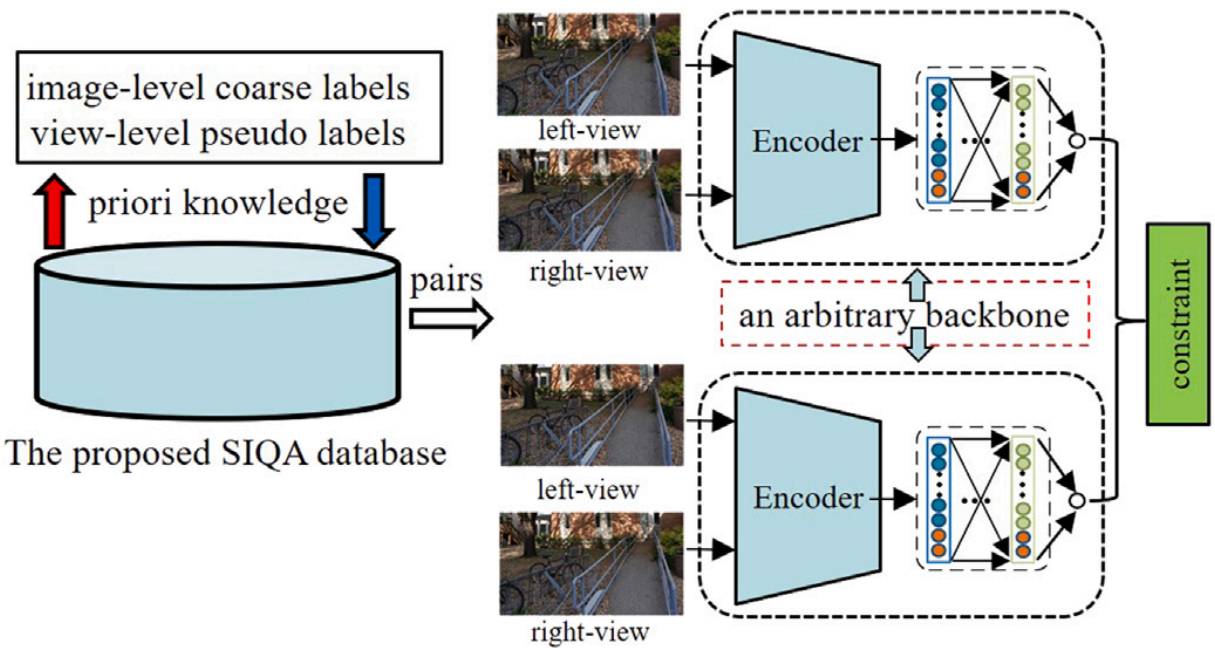 image-level coarse labels
view-level pseudo labels
priori knowledge
The proposed SIQA database
pairs
left-view
right-view
Encoder
an arbitrary backbone
left-view
right-view
Encoder
constraint